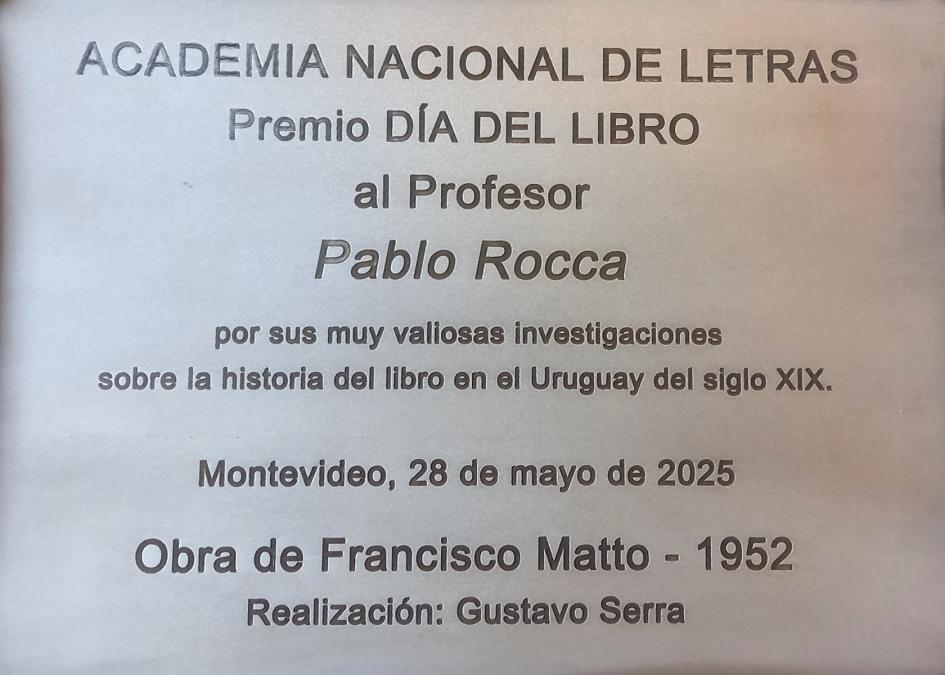 ACADEMIA NACIONAL DE LETRAS
Premio DÍA DEL LIBRO
al Profesor
Pablo Rocca
por sus muy valiosas investigaciones
sobre la historia del libro en el Uruguay del siglo XIX.
Montevideo, 28 de mayo de 2025
Obra de Francisco Matto - 1952
Realización: Gustavo Serra